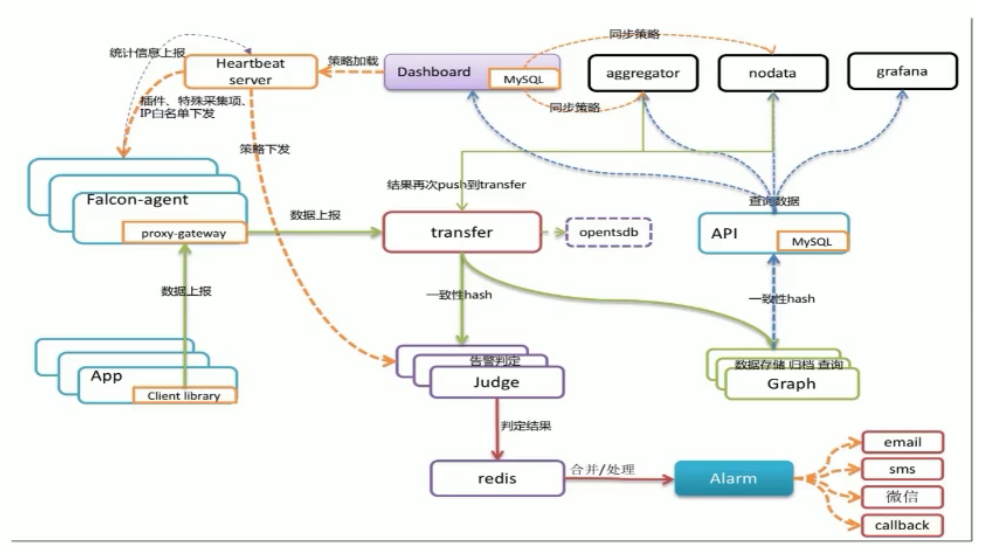 同步策略
统计信息上报
Heartbeat
server
策略加载
Dashboard
MySQL
aggregator
nodata
grafana
同步策略
插件、特殊采集项、
IP白名单下发
策略下发
结果再次push到transfer
查询数据
Falcon-agent
proxy-gateway
数据上报
transfer
opentsdb
API
MySQL
数据上报
一致性hash
一致性hash
App
Client library
告警判定
Judge
数据存储 归档 查询
Graph
判定结果
redis
合并/处理
Alarm
email
sms
微信
callback